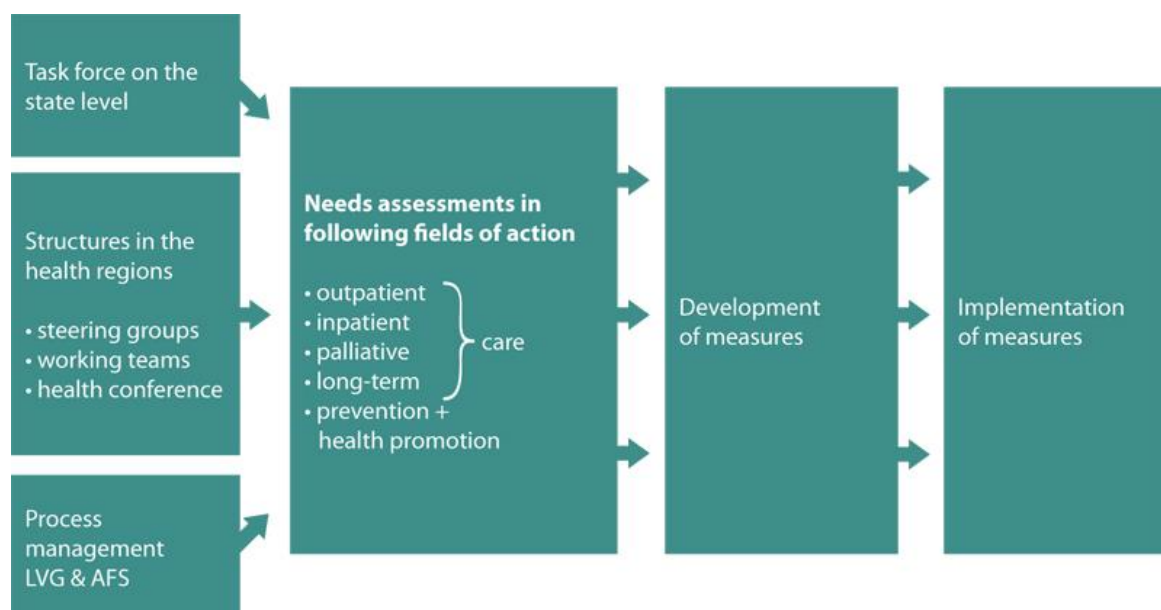 Task force on the
state level
Structures in the
health regions
• steering groups
• working teams
• health conference
Process
management
LVG & AFS
Needs assessments in
following fields of action
• outpatient
• inpatient
• palliative
• long-term
care
• prevention +
health promotion
Development
of measures
Implementation
of measures